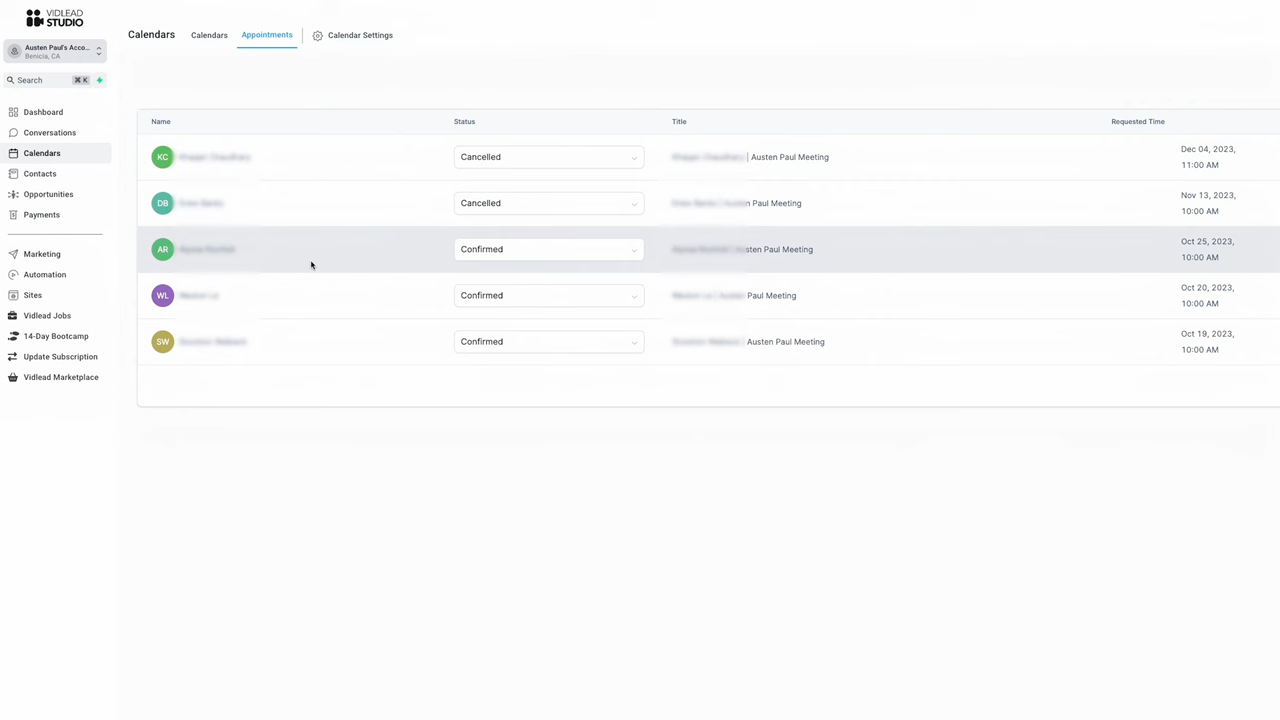 VIDLEAD
STUDIO
Austen Paul's Acco...
Benicia, CA
Search ⌘ K
Dashboard
Conversations
Calendars
Contacts
Opportunities
Payments
Marketing
Automation
Sites
Vidlead Jobs
14-Day Bootcamp
Update Subscription
Vidlead Marketplace
Calendars Calendars Appointments Calendar Settings
Name Status Title Requested Time
KC Cancelled | Austen Paul Meeting Dec 04, 2023,
11:00 AM
DB Cancelled Paul Meeting Nov 13, 2023,
10:00 AM
AR Confirmed Paul Meeting Oct 25, 2023,
10:00 AM
WL Confirmed Paul Meeting Oct 20, 2023,
10:00 AM
SW Confirmed Austen Paul Meeting Oct 19, 2023,
10:00 AM